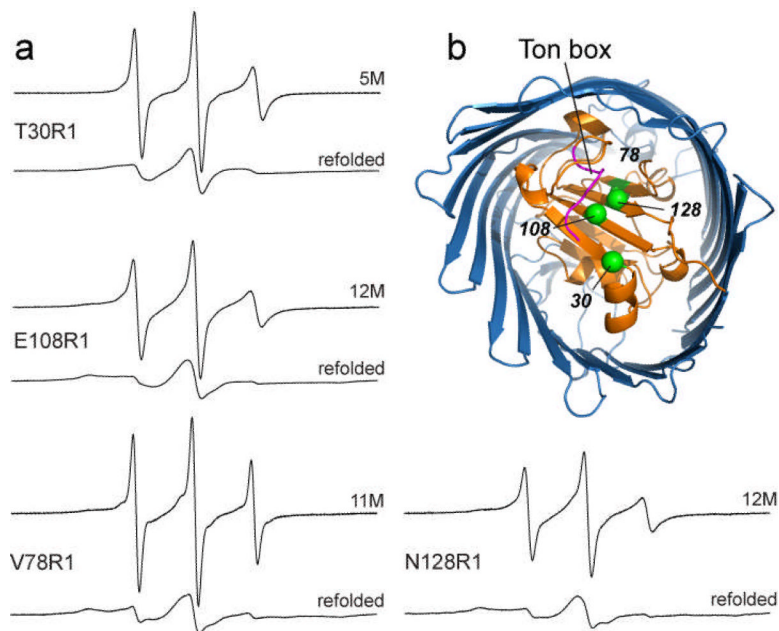 a
5M
T30R1
refolded
12M
E108R1
refolded
11M
V78R1
refolded
b
Ton box
78
128
108
30
12M
N128R1
refolded